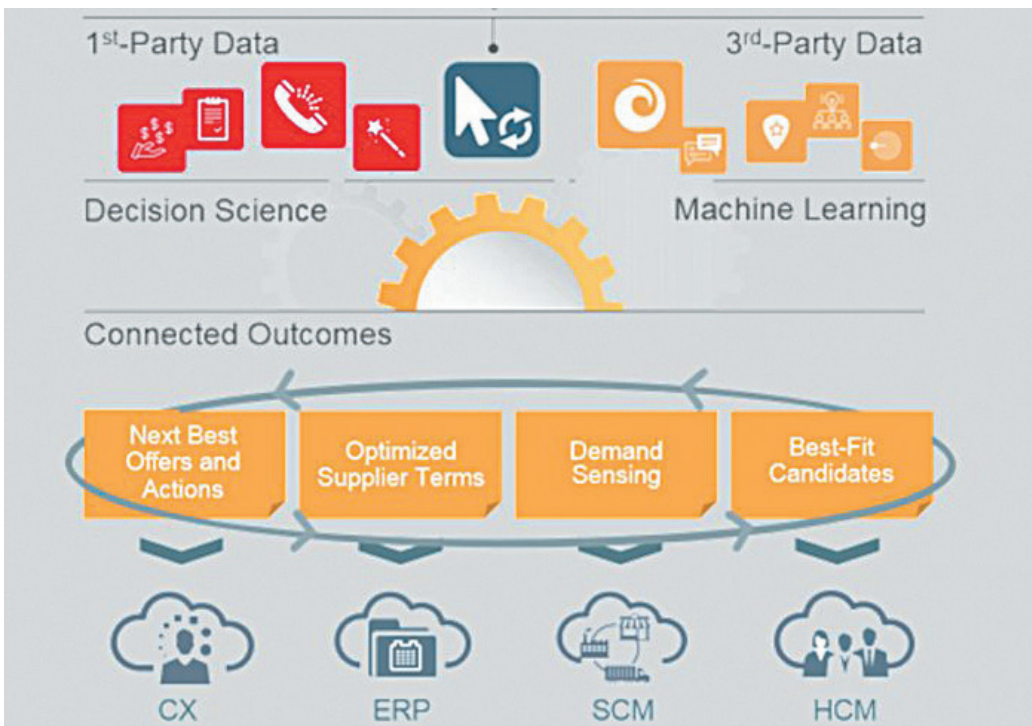 1st-Party Data
3rd-Party Data
Decision Science
Machine Learning
Connected Outcomes
Next Best
Offers and
Actions
Optimized
Supplier Terms
Demand
Sensing
Best-Fit
Candidates
CX
ERP
SCM
HCM